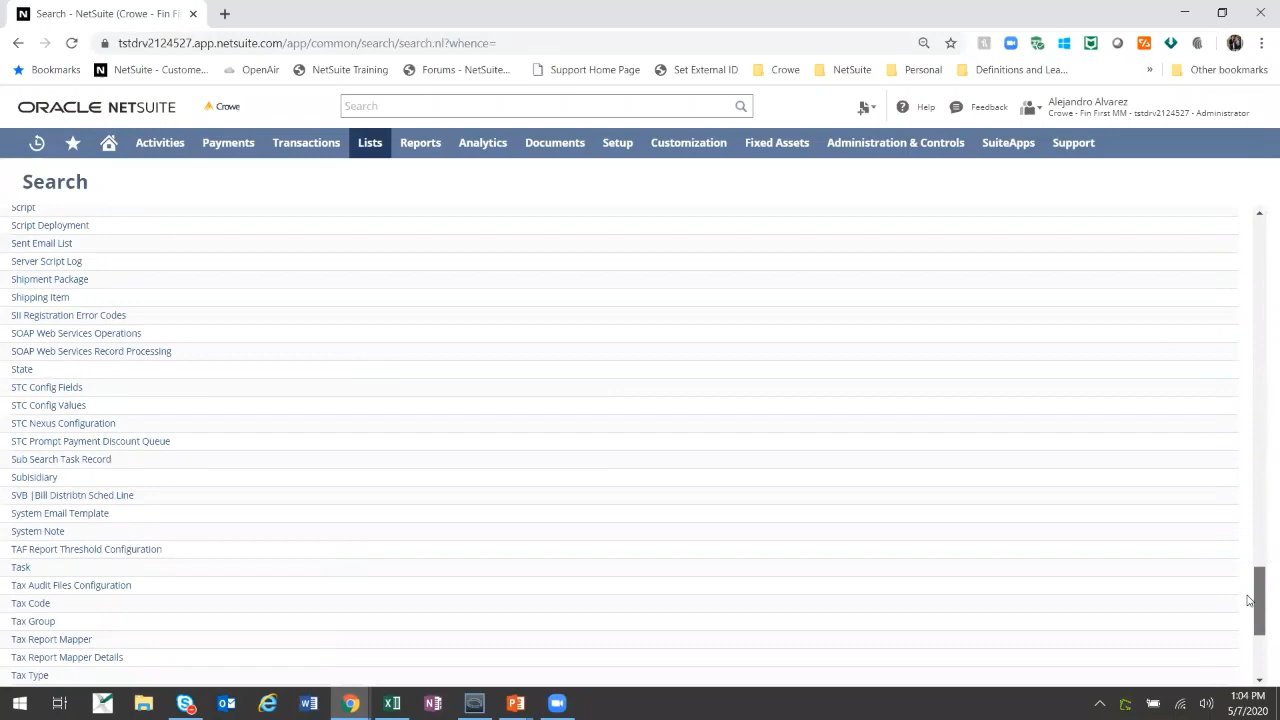 Search - NetSuite (Crowe - Fin Fi
tstdrv2124527.app.netsuite.com/app/common/search/search.nl?whence=
Bookmarks
NetSuite - Custome...
OpenAir
NetSuite Training
Forums - NetSuite...
Support Home Page
Set External ID
Crowe
NetSuite
Personal
Definitions and Lea...
»
Other bookmarks
ORACLE NETSUITE
Crowe
Search
Help
Feedback
Alejandro Alvarez
Crowe - Fin First MM - tstdrv2124527 - Administrator
Activities
Payments
Transactions
Lists
Reports
Analytics
Documents
Setup
Customization
Fixed Assets
Administration & Controls
SuiteApps
Support
Search
Script
Script Deployment
Sent Email List
Server Script Log
Shipment Package
Shipping Item
SII Registration Error Codes
SOAP Web Services Operations
SOAP Web Services Record Processing
State
STC Config Fields
STC Config Values
STC Nexus Configuration
STC Prompt Payment Discount Queue
Sub Search Task Record
Subisidiary
SVB |Bill Distribtn Sched Line
System Email Template
System Note
TAF Report Threshold Configuration
Task
Tax Audit Files Configuration
Tax Code
Tax Group
Tax Report Mapper
Tax Report Mapper Details
Tax Type
1:04 PM
5/7/2020